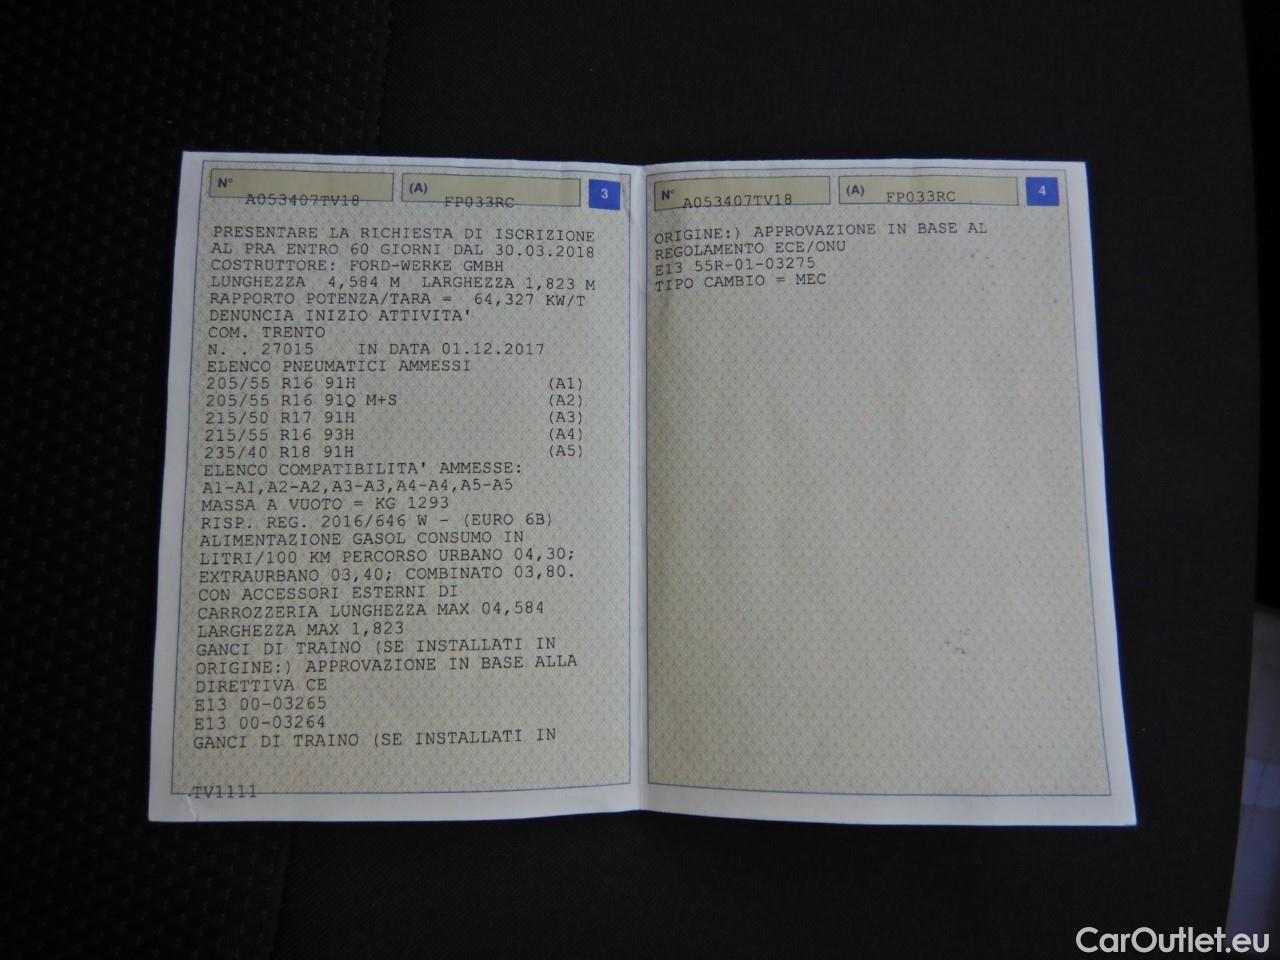 N°
A053407TV18
(A)
FP033RC
3
PRESENTARE LA RICHIESTA DI ISCRIZIONE
AL PRA ENTRO 60 GIORNI DAL 30.03.2018
COSTRUTTORE: FORD-WERKE GMBH
LUNGHEZZA 4,584 M LARGHEZZA 1,823 M
RAPPORTO POTENZA/TARA = 64,327 KW/T
DENUNCIA INIZIO ATTIVITA'
COM. TRENTO
N. . 27015 IN DATA 01.12.2017
ELENCO PNEUMATICI AMMESSI
205/55 R16 91H (A1)
205/55 R16 91Q M+S (A2)
215/50 R17 91H (A3)
215/55 R16 93H (A4)
235/40 R18 91H (A5)
ELENCO COMPATIBILITA' AMMESSE:
A1-A1,A2-A2,A3-A3,A4-A4,A5-A5
MASSA A VUOTO = KG 1293
RISP. REG. 2016/646 W - (EURO 6B)
ALIMENTAZIONE GASOL CONSUMO IN
LITRI/100 KM PERCORSO URBANO 04,30;
EXTRAURBANO 03,40; COMBINATO 03,80.
CON ACCESSORI ESTERNI DI
CARROZZERIA LUNGHEZZA MAX 04,584
LARGHEZZA MAX 1,823
GANCI DI TRAINO (SE INSTALLATI IN
ORIGINE:) APPROVAZIONE IN BASE ALLA
DIRETTIVA CE
E13 00-03265
E13 00-03264
GANCI DI TRAINO (SE INSTALLATI IN
.TV1111
N°
A053407TV18
(A)
FP033RC
4
ORIGINE:) APPROVAZIONE IN BASE AL
REGOLAMENTO ECE/ONU
E13 55R-01-03275
TIPO CAMBIO = MEC
CarOutlet.eu